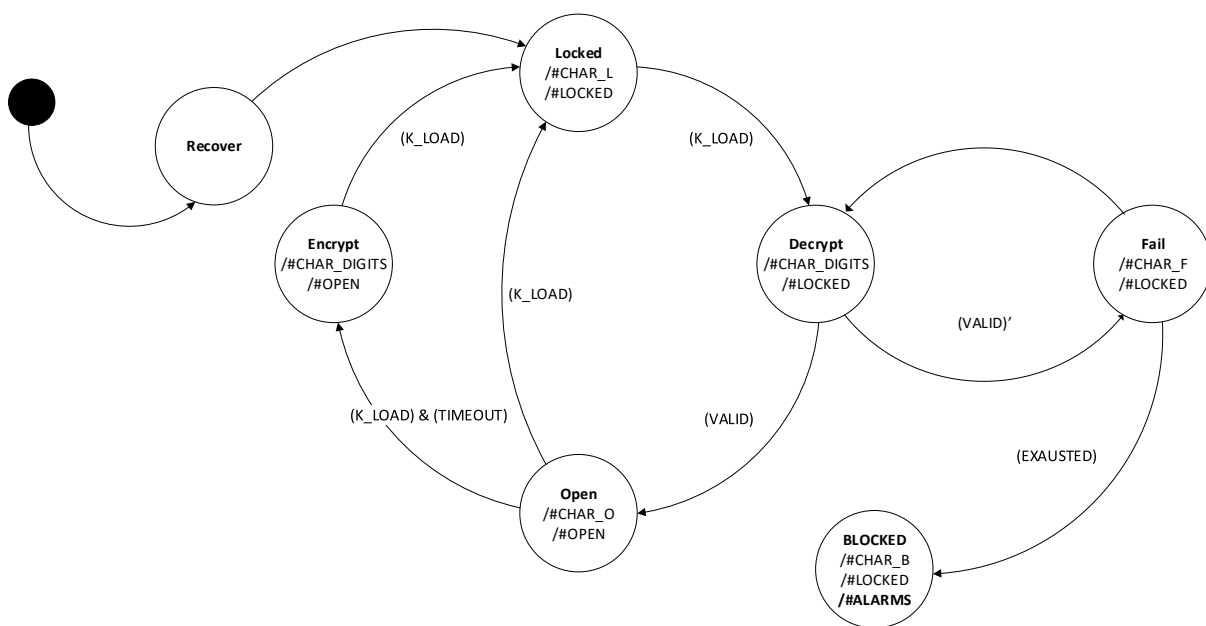 Locked
/#CHAR_L
/#LOCKED
Recover
(K_LOAD)
(K_LOAD)
Encrypt
/#CHAR_DIGITS
/#OPEN
Decrypt
/#CHAR_DIGITS
/#LOCKED
Fail
/#CHAR_F
/#LOCKED
(K_LOAD)
(VALID)’
(K_LOAD) & (TIMEOUT)
(VALID)
(EXAUSTED)
Open
/#CHAR_O
/#OPEN
BLOCKED
/#CHAR_B
/#LOCKED
/#ALARMS